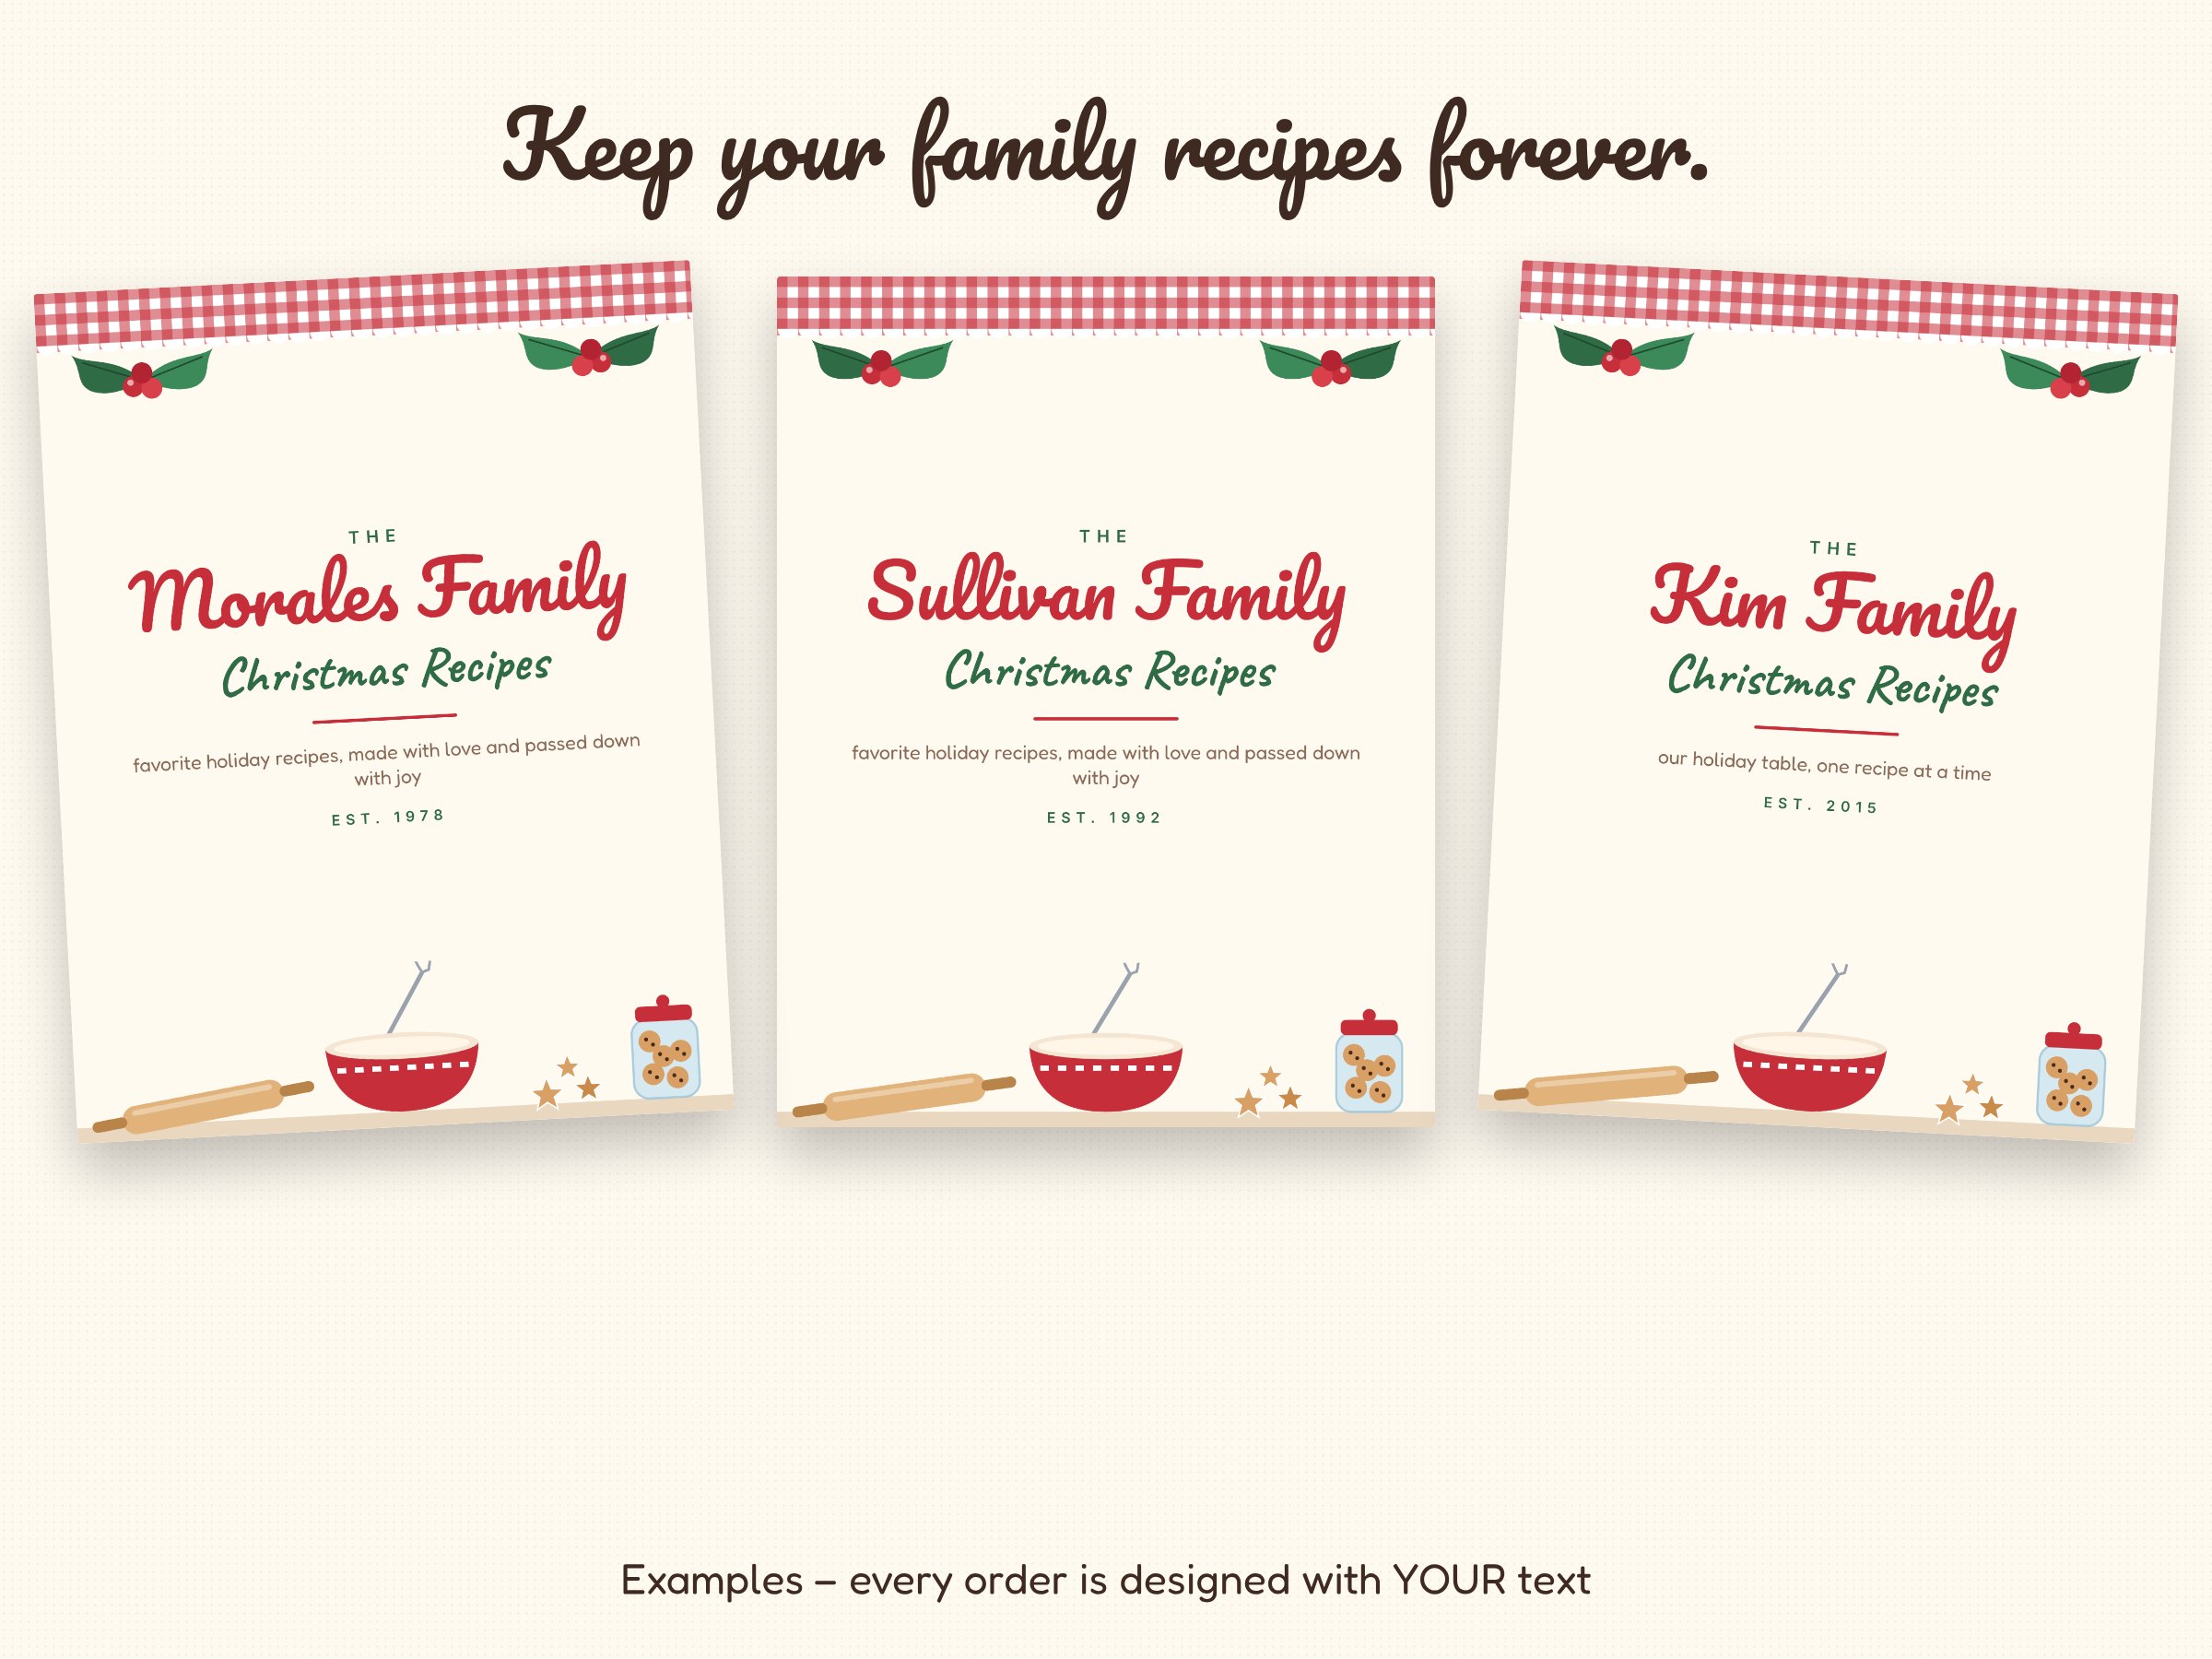 Keep your family recipes forever.
THE
Morales Family
Christmas Recipes
favorite holiday recipes, made with love and passed down
with joy
EST. 1978
THE
Sullivan Family
Christmas Recipes
favorite holiday recipes, made with love and passed down
with joy
EST. 1992
THE
Kim Family
Christmas Recipes
our holiday table, one recipe at a time
EST. 2015
Examples – every order is designed with YOUR text